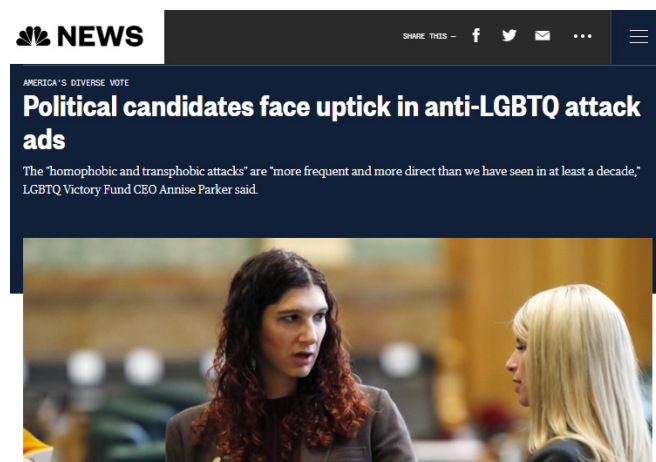 NEWS
SHARE THIS –
AMERICA'S DIVERSE VOTE
Political candidates face uptick in anti-LGBTQ attack
ads
The "homophobic and transphobic attacks" are "more frequent and more direct than we have seen in at least a decade,"
LGBTQ Victory Fund CEO Annise Parker said.